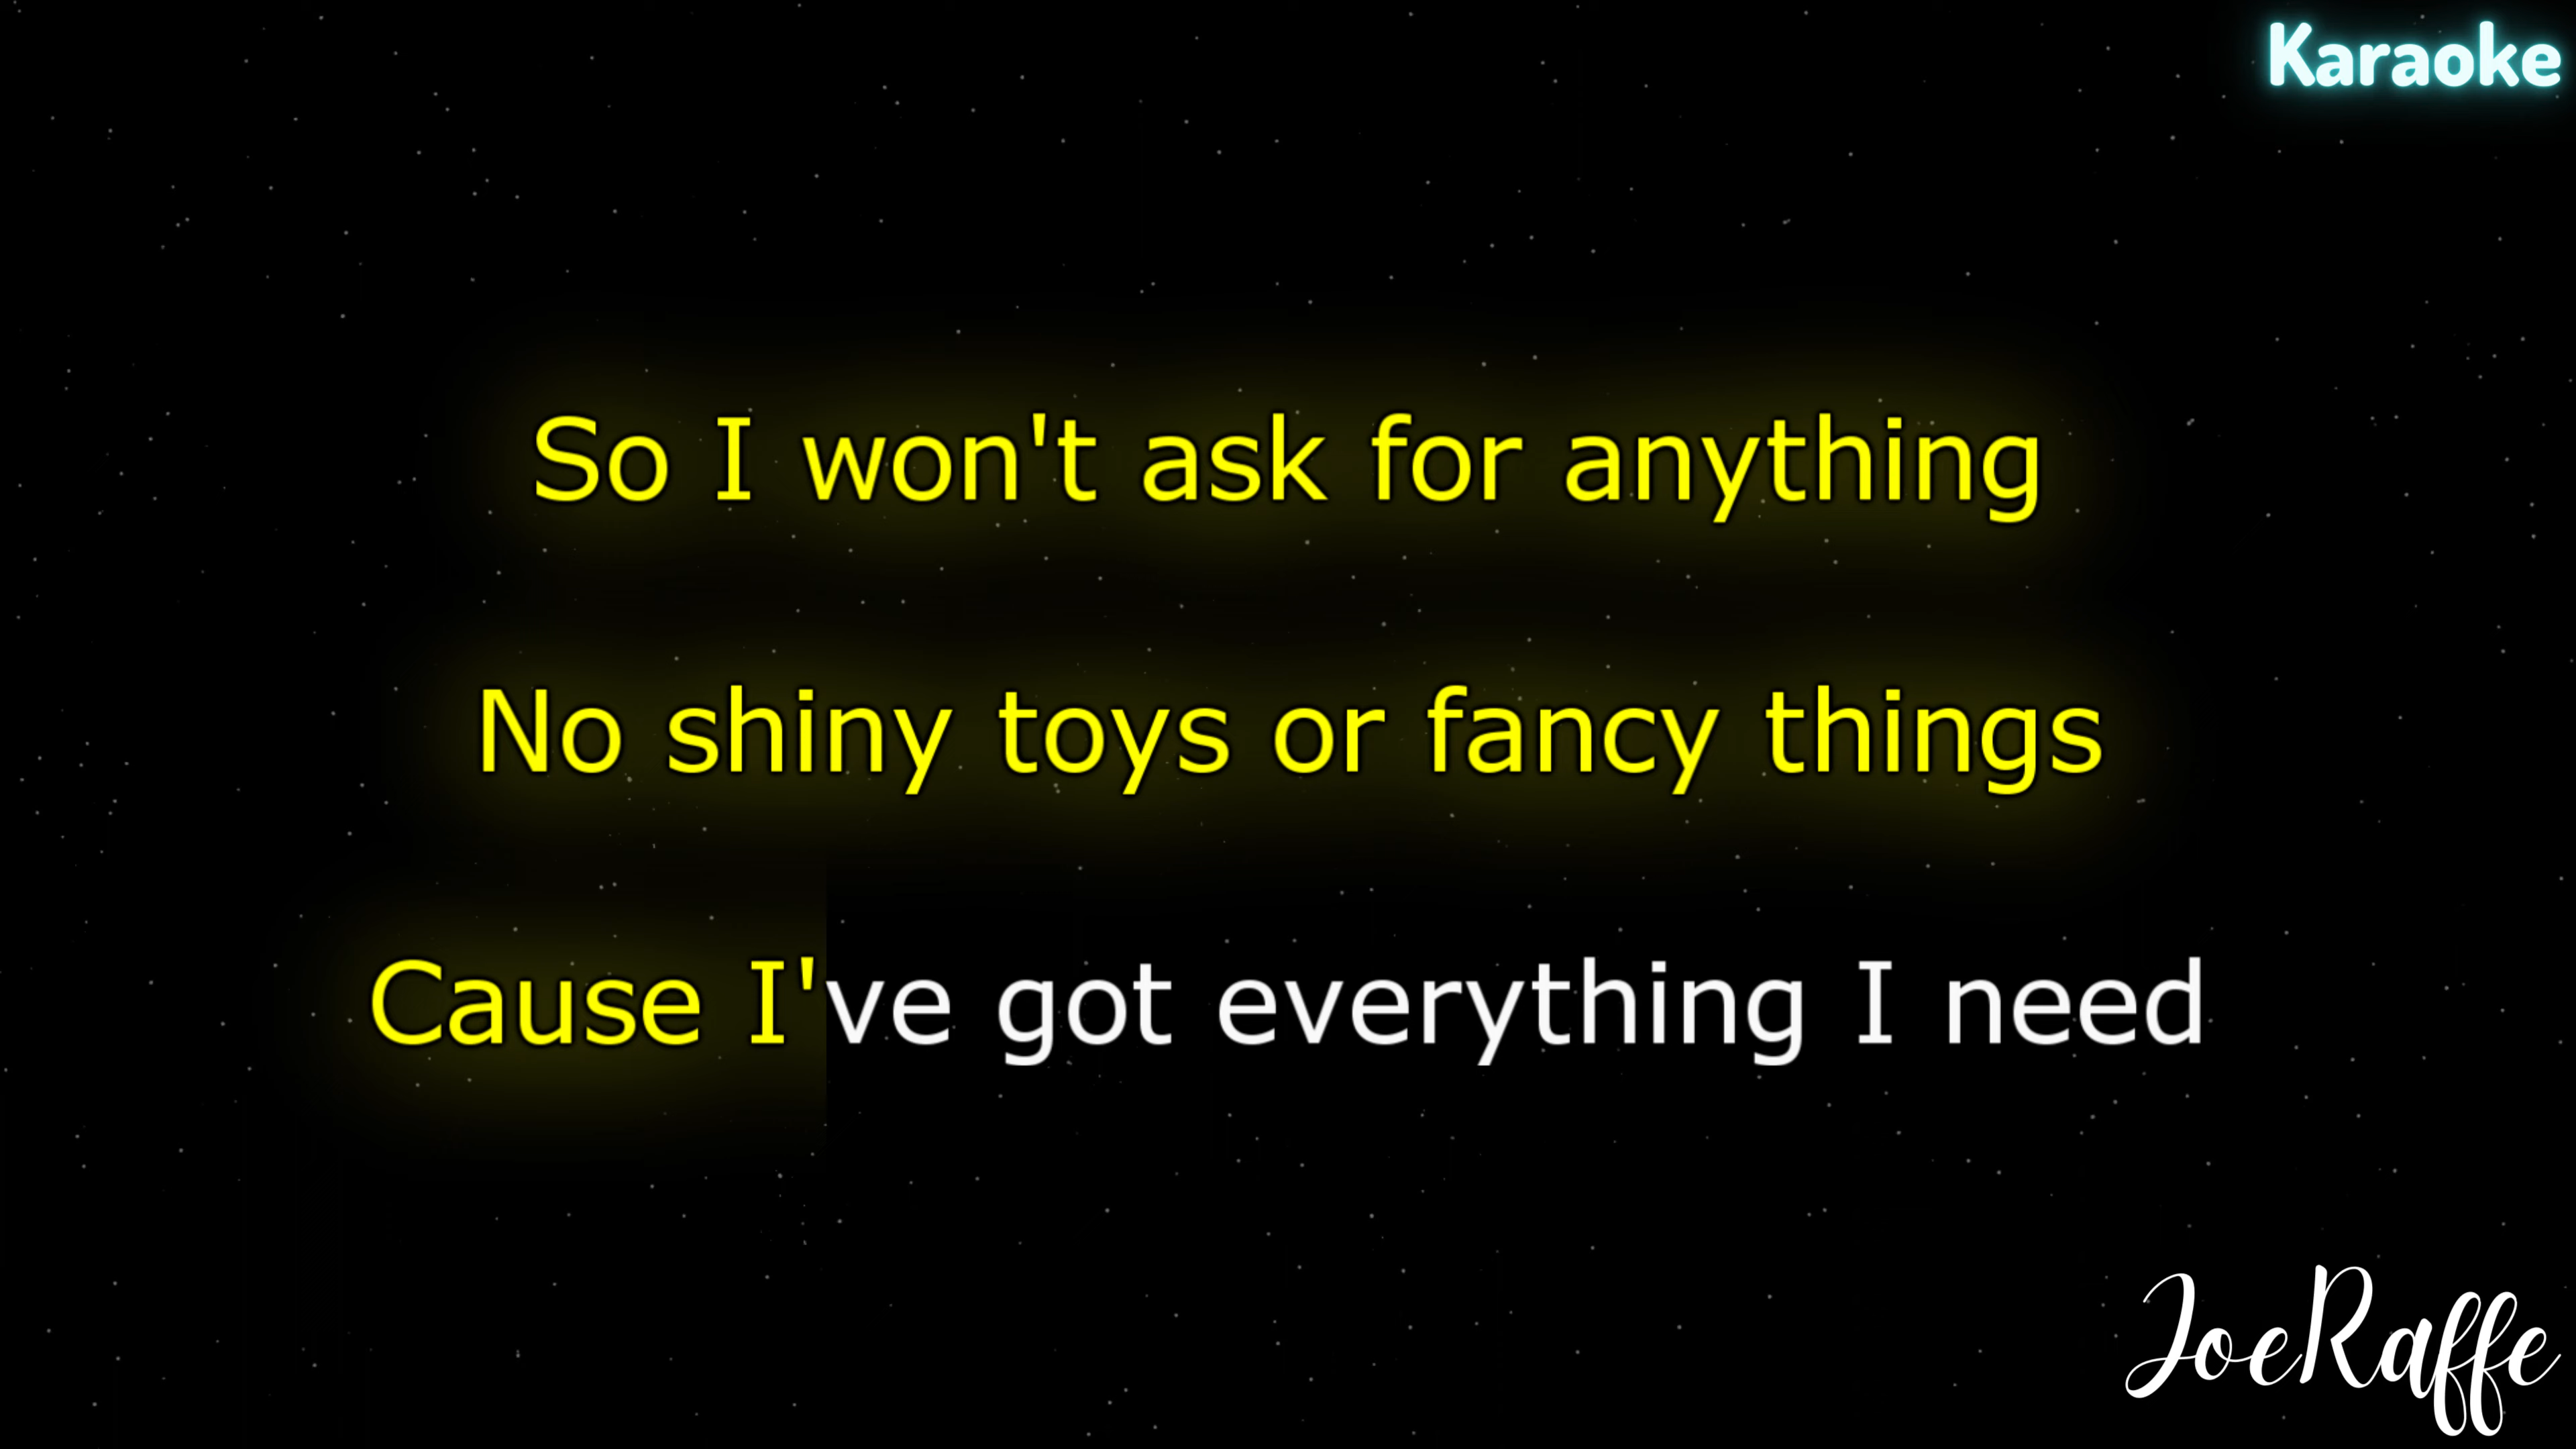 Karaoke
So I won't ask for anything
No shiny toys or fancy things
Cause I've got everything I need
JoeRaffe